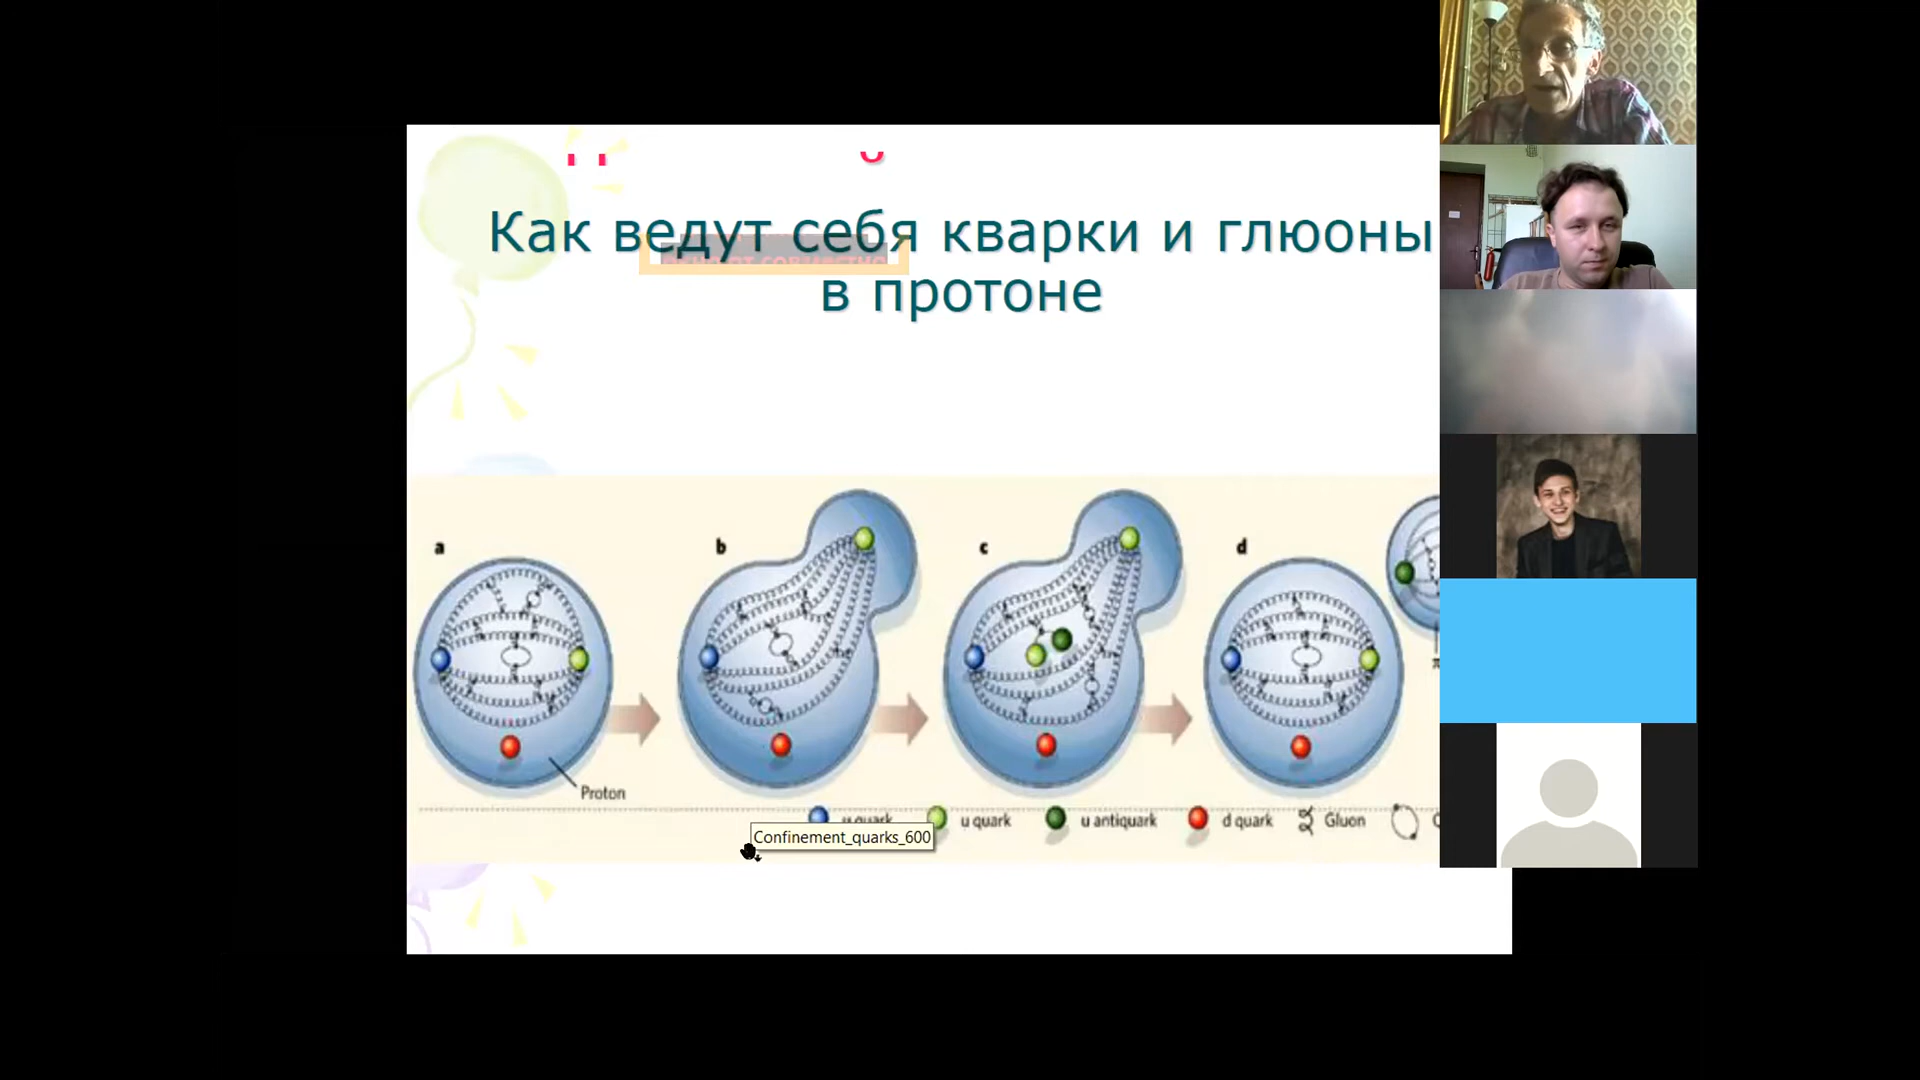 Как ведут себя кварки и глюоны
в протоне
a
b
c
d
Proton
u quark
u antiquark
d quark
Gluon
Confinement_quarks_600